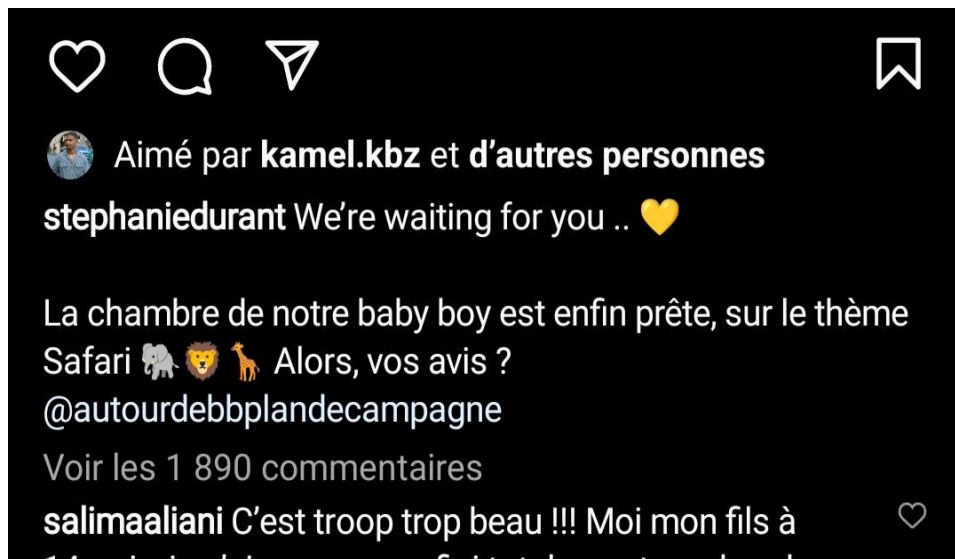 Aimé par kamel.kbz et d’autres personnes
stephaniedurant We’re waiting for you .. 💛
La chambre de notre baby boy est enfin prête, sur le thème
Safari 🐘🦁🦒 Alors, vos avis ?
@autourdebbplandecampagne
Voir les 1 890 commentaires
salimaaliani C’est troop trop beau !!! Moi mon fils à